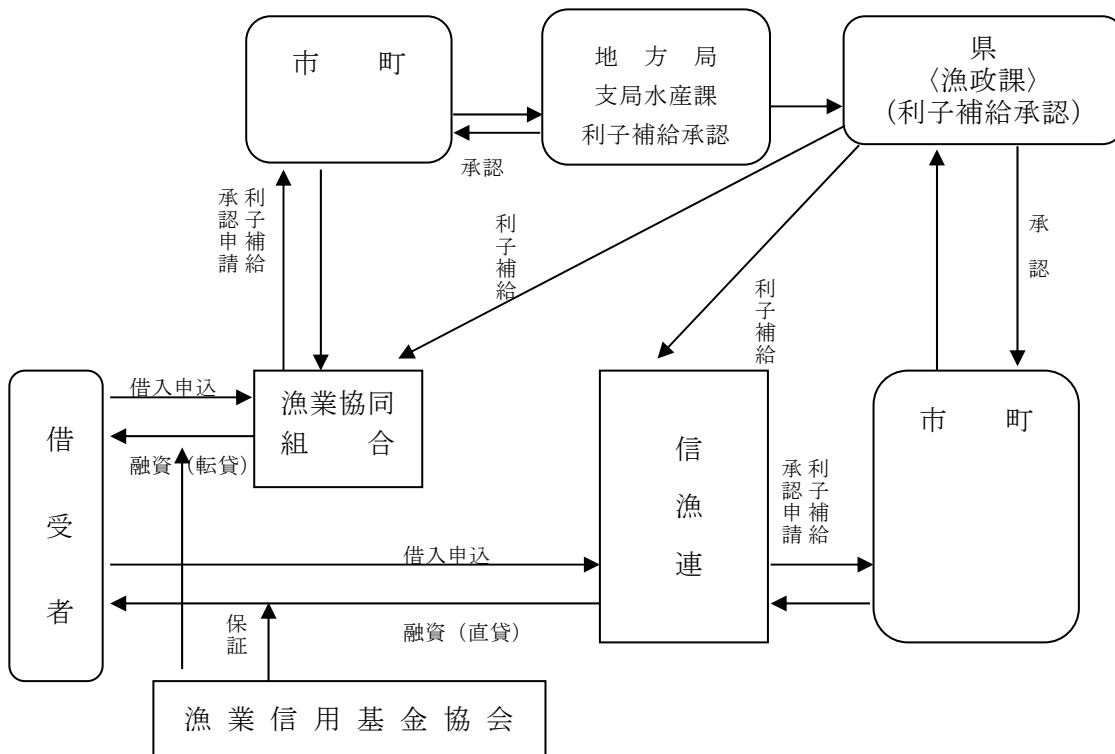 市　　町
地　方　局
支局水産課
利子補給承認
県
〈漁政課〉
(利子補給承認)
承認
利子補給
承認申請
利子補給
利子補給
承　認
借入申込
漁業協同
組　　合
融資（転貸）
借受者
信漁連
市　　町
利子補給
承認申請
借入申込
融資（直貸）
保証
漁業信用基金協会